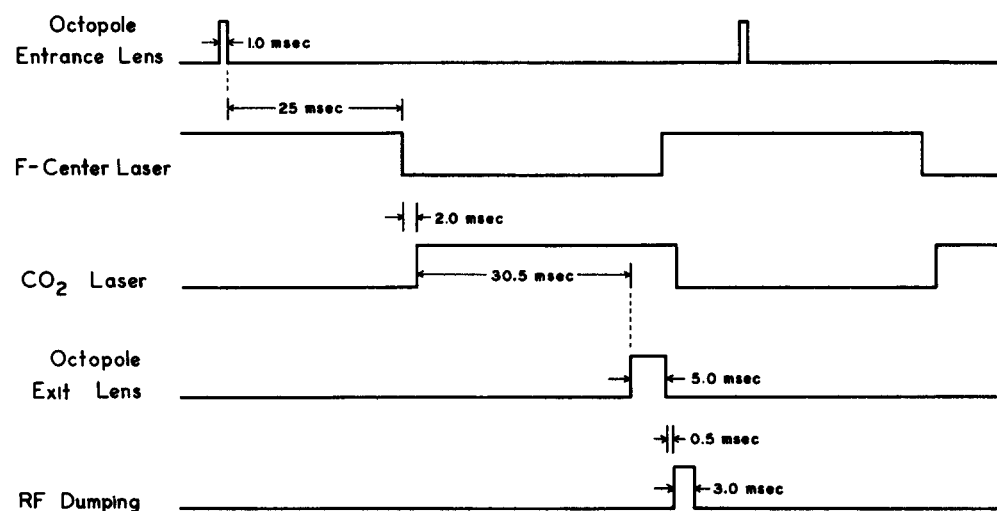 Octopole
Entrance Lens
1.0 msec
25 msec
F-Center Laser
2.0 msec
CO₂ Laser
30.5 msec
Octopole
Exit Lens
5.0 msec
0.5 msec
RF Dumping
3.0 msec